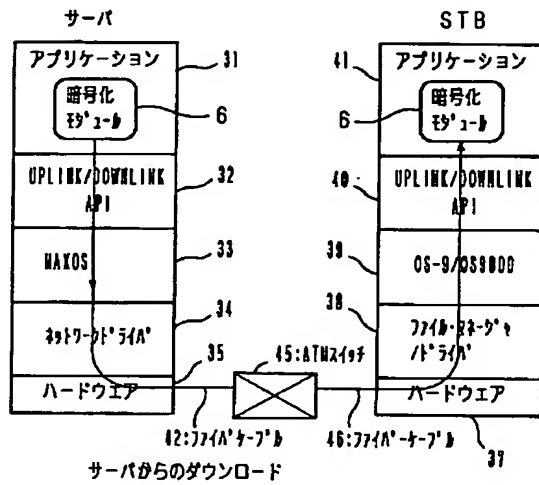 サーバ
アプリケーション
暗号化
モジュール
UPLINK/DOWNLINK
API
MAXOS
ネットワークドライバ
ハードウェア
31
6
32
33
34
35
42:ファイバケーブル
45:ATMスイッチ
46:ファイバーケーブル
サーバからのダウンロード
STB
アプリケーション
暗号化
モジュール
UPLINK/DOWNLINK
API
OS-9/OS9BDD
ファイル・マネージャ
/ドライバ
ハードウェア
41
6
40
39
38
37